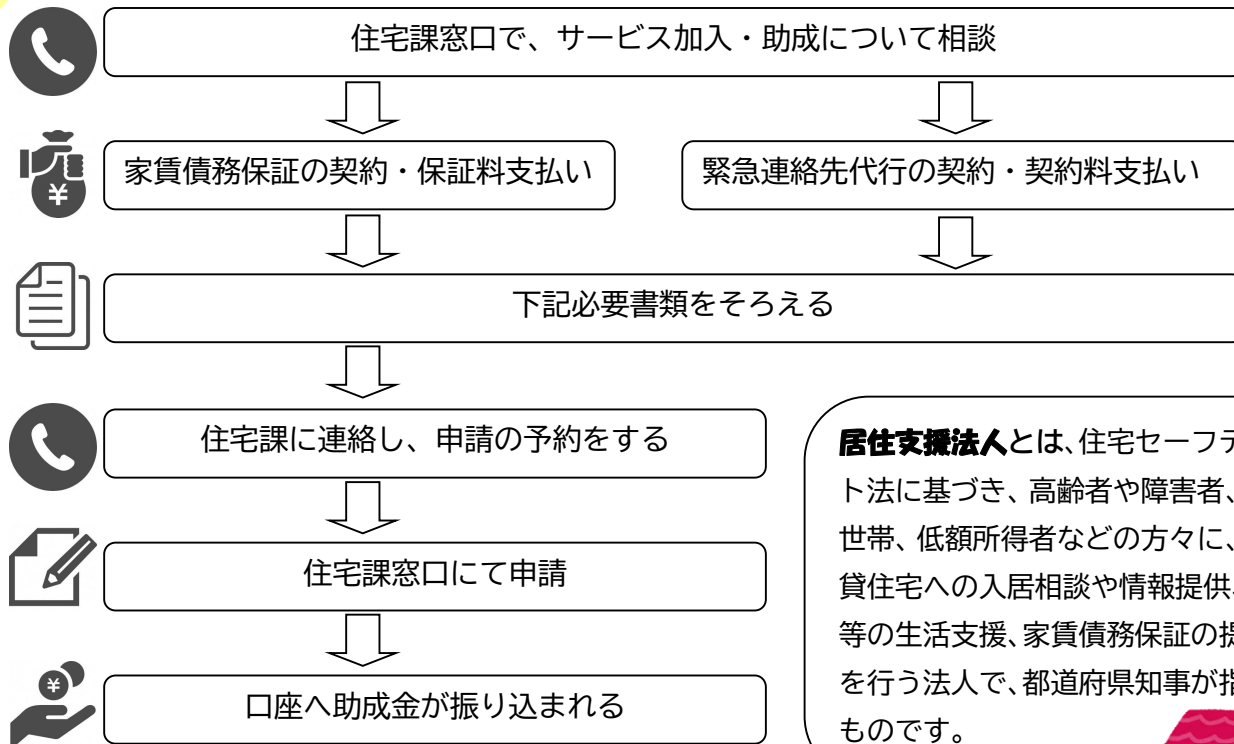 住宅課窓口で、サービス加入・助成について相談
家賃債務保証の契約・保証料支払い
緊急連絡先代行の契約・契約料支払い
下記必要書類をそろえる
住宅課に連絡し、申請の予約をする
住宅課窓口にて申請
口座へ助成金が振り込まれる
居住支援法人とは、住宅セーフテ
ト法に基づき、高齢者や障害者、
世帯、低額所得者などの方々に、
貸住宅への入居相談や情報提供、
等の生活支援、家賃債務保証の提
を行う法人で、都道府県知事が指
ものです。